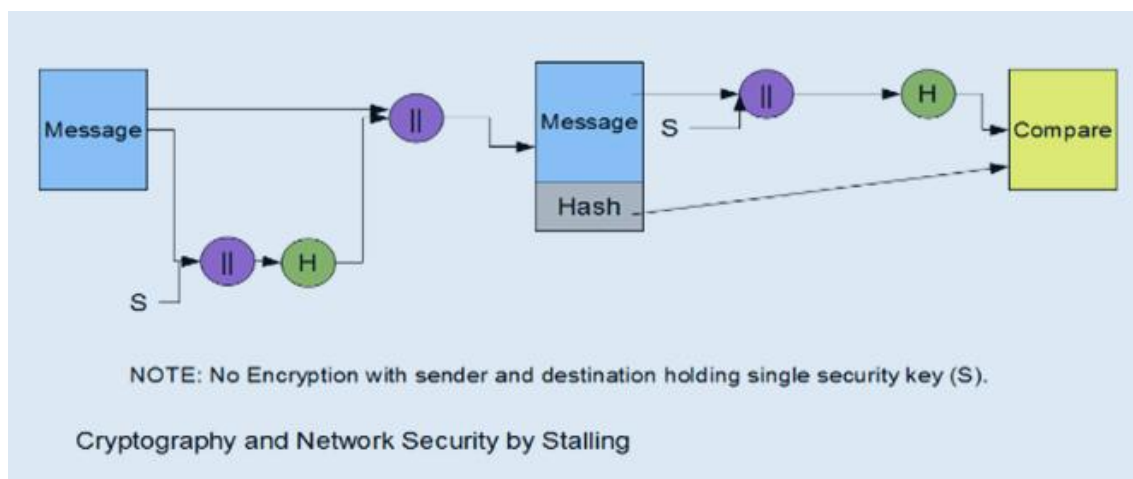 Message
||
S
||
H
Message
Hash
S
||
H
Compare
NOTE: No Encryption with sender and destination holding single security key (S).
Cryptography and Network Security by Stalling